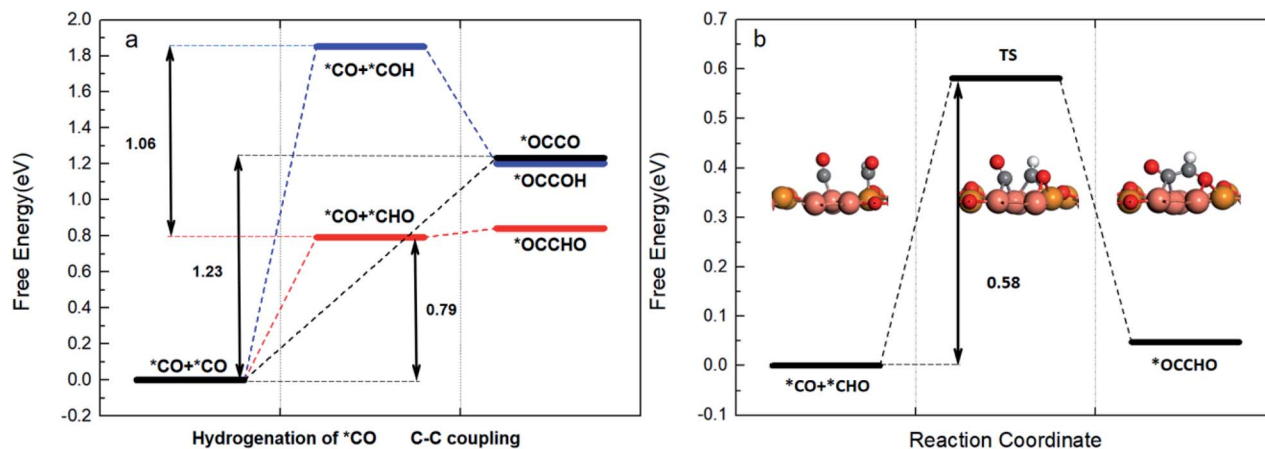 a
Free Energy(eV)
2.0
1.8
1.6
1.4
1.2
1.0
0.8
0.6
0.4
0.2
0.0
-0.2
*CO+*COH
1.06
*OCCO
*OCCOH
*CO+*CHO
*OCCHO
1.23
0.79
*CO+*CO
Hydrogenation of *CO
C-C coupling
b
Free Energy(eV)
0.7
0.6
0.5
0.4
0.3
0.2
0.1
0.0
-0.1
TS
0.58
*CO+*CHO
*OCCHO
Reaction Coordinate